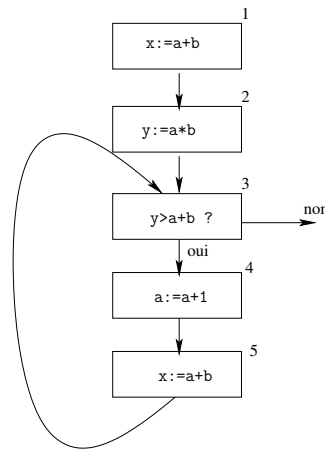 1
x:=a+b
2
y:=a*b
3
y>a+b ?
non
oui
4
a:=a+1
5
x:=a+b